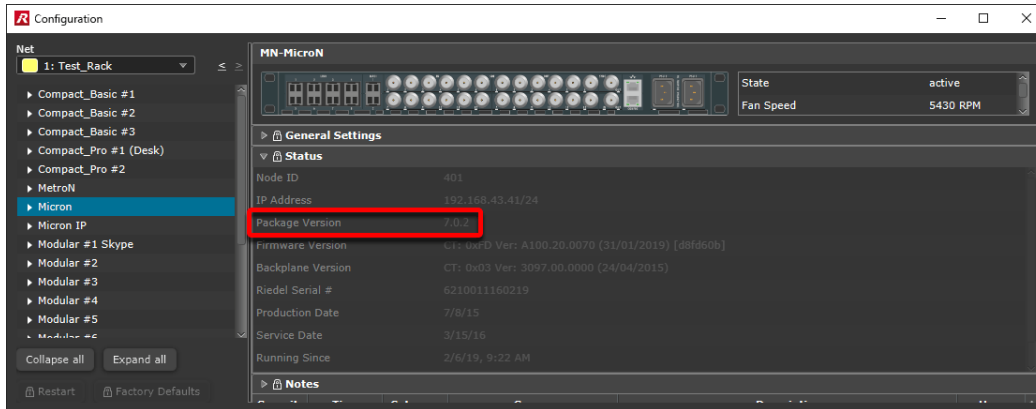 R Configuration
Net
1: Test_Rack
< >
Compact_Basic #1
Compact_Basic #2
Compact_Basic #3
Compact_Pro #1 (Desk)
Compact_Pro #2
MetroN
Micron
Micron IP
Modular #1 Skype
Modular #2
Modular #3
Modular #4
Modular #5
Modular #6
Collapse all Expand all
Restart Factory Defaults
MN-MicroN
State active
Fan Speed 5430 RPM
General Settings
Status
Node ID 401
IP Address 192.168.43.41/24
Package Version 7.0.2
Firmware Version CT: 0xFD Ver: A100.20.0070 (31/01/2019) [d8fd60b]
Backplane Version CT: 0x03 Ver: 3097.00.0000 (24/04/2015)
Riedel Serial # 6210011160219
Production Date 7/8/15
Service Date 3/15/16
Running Since 2/6/19, 9:22 AM
Notes